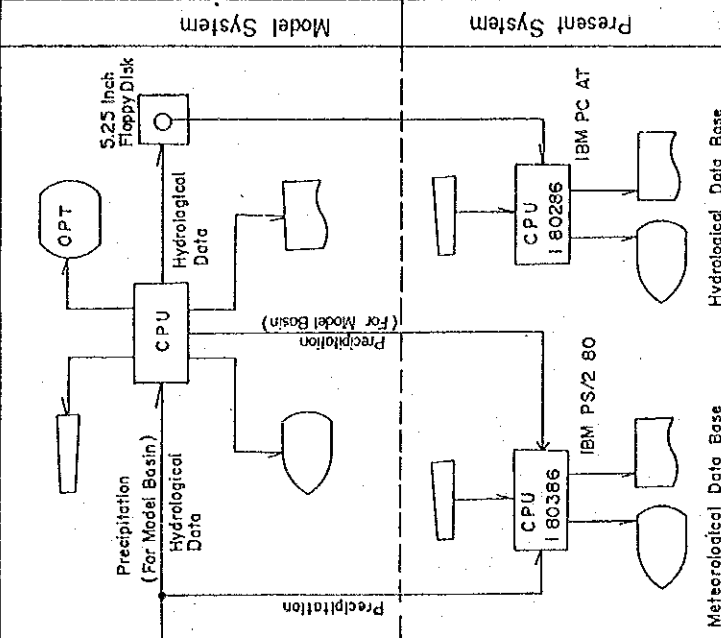 Model System
Present System
5.25 Inch
Floppy Disk
OPT
Hydrological
Data
CPU
Precipitation
(For Model Basin)
Hydrological
Data
Precipitation
(For Model Basin)
Precipitation
IBM PC AT
CPU
I 80286
Hydrological Data Base
IBM PS/2 80
CPU
I 80386
Meteorological Data Base